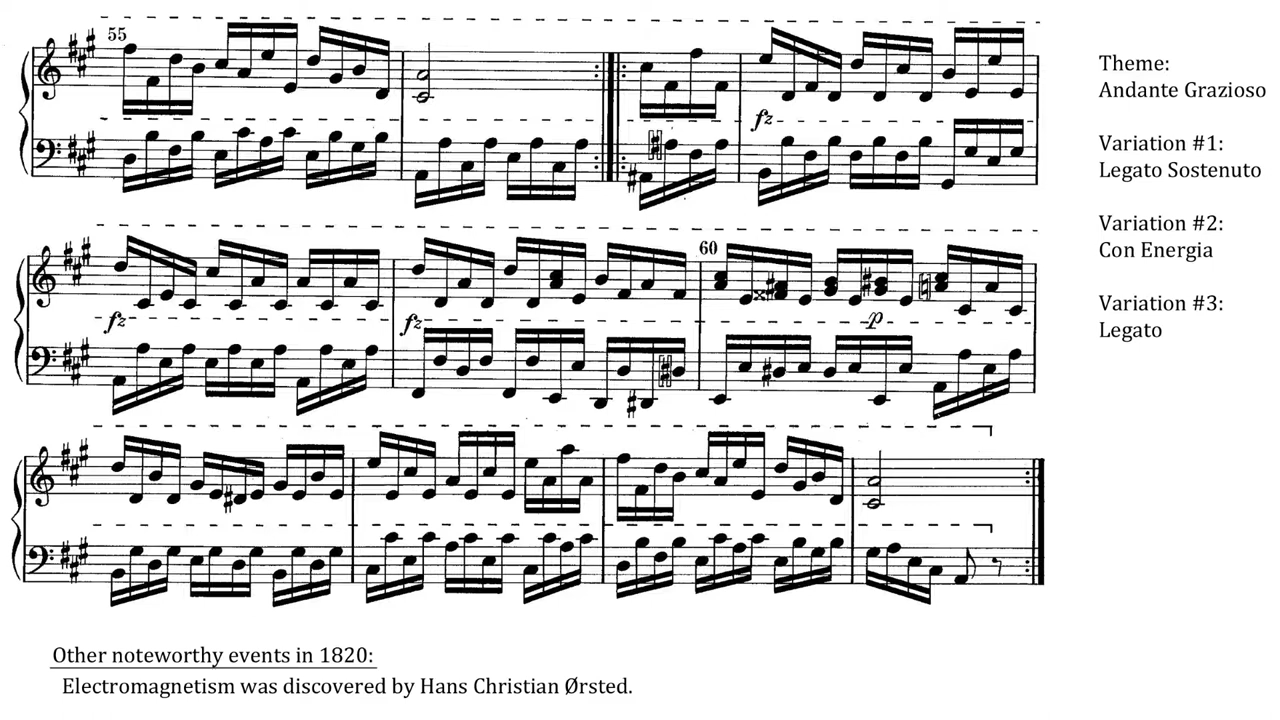 55
Theme:
Andante Grazioso
fz
Variation #1:
Legato Sostenuto
Variation #2:
Con Energia
60
Variation #3:
Legato
fz
fz
p
Other noteworthy events in 1820:
Electromagnetism was discovered by Hans Christian Ørsted.